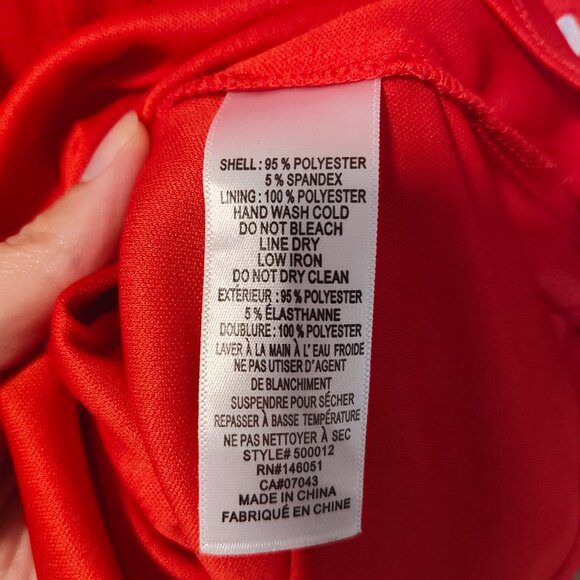 SHELL : 95 % POLYESTER
5 % SPANDEX
LINING : 100 % POLYESTER
HAND WASH COLD
DO NOT BLEACH
LINE DRY
LOW IRON
DO NOT DRY CLEAN
EXTÉRIEUR : 95 % POLYESTER
5 % ÉLASTHANNE
DOUBLURE : 100 % POLYESTER
LAVER À LA MAIN À L'EAU FROIDE
NE PAS UTISER D'AGENT
DE BLANCHIMENT
SUSPENDRE POUR SÉCHER
REPASSER À BASSE TEMPÉRATURE
NE PAS NETTOYER À SEC
STYLE# 500012
RN#146051
CA#07043
MADE IN CHINA
FABRIQUÉ EN CHINE